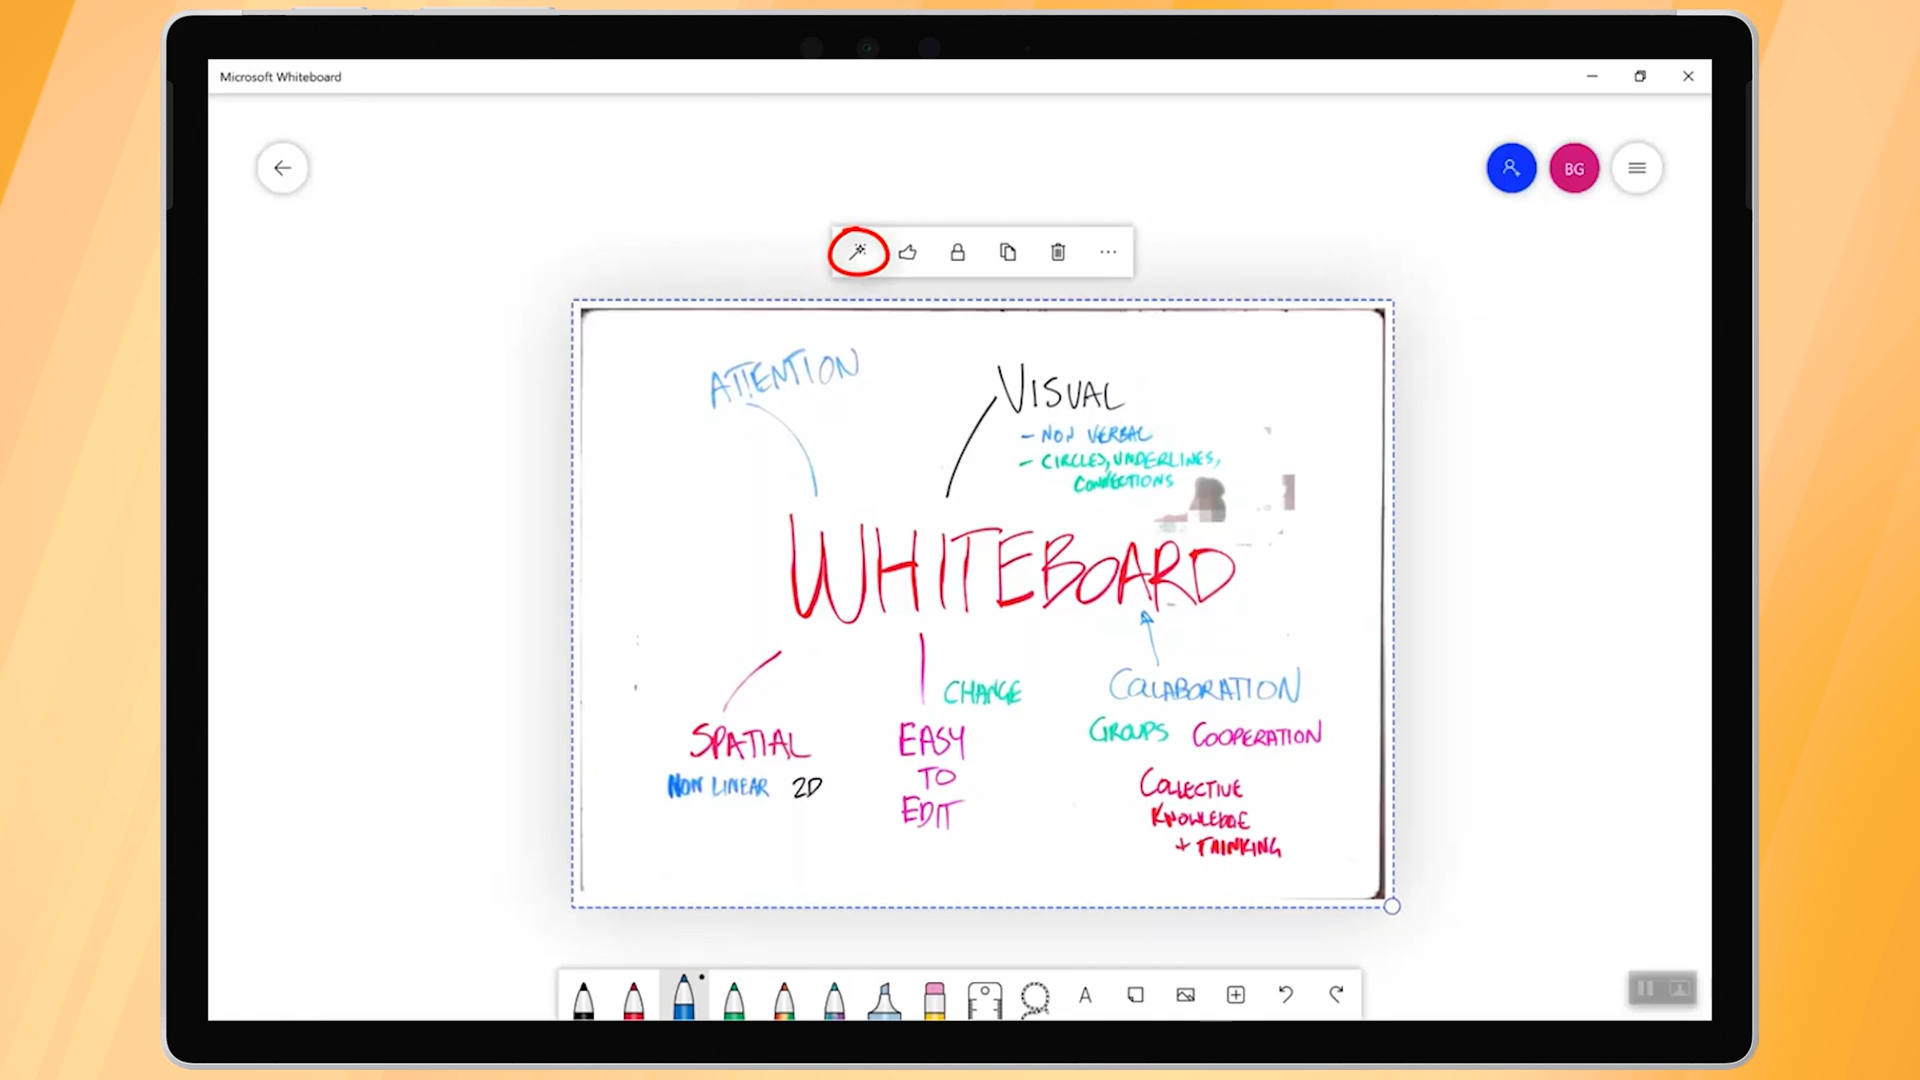 Microsoft Whiteboard
BG
ATTENTION
VISUAL
- NON VERBAL
- CIRCLES, UNDERLINES,
CONNECTIONS
WHITEBOARD
CHANGE
COLLABORATION
SPATIAL
EASY
GROUPS COOPERATION
NON LINEAR 2D
TO
COLLECTIVE
EDIT
KNOWLEDGE
+ THINKING
A